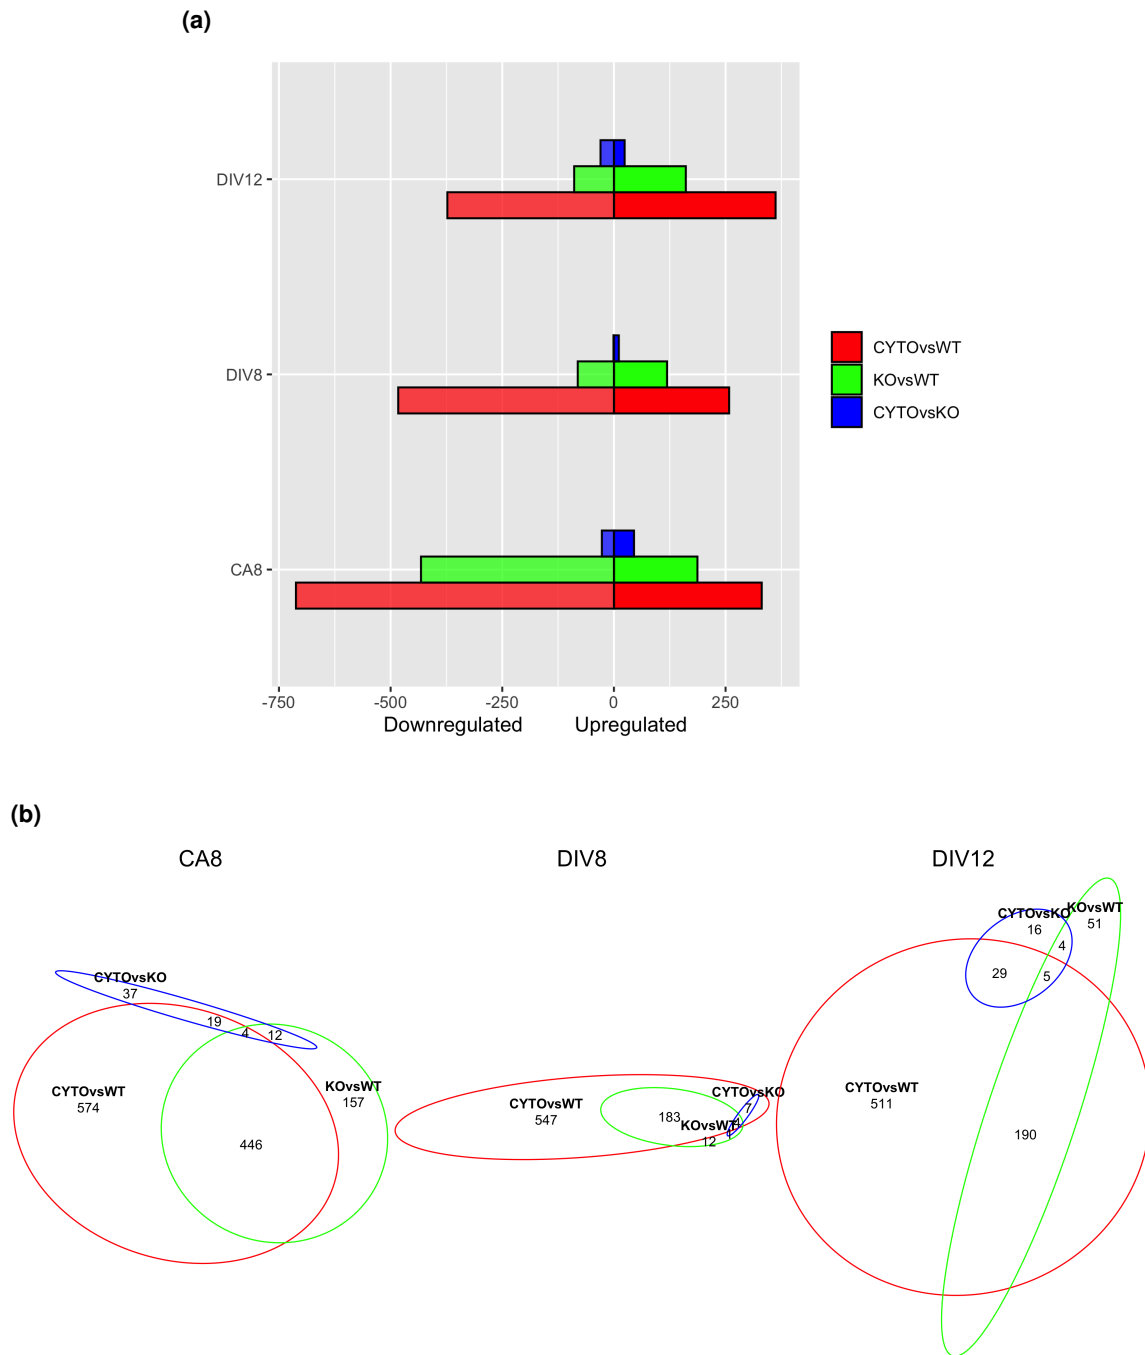 (a)
DIV12
DIV8
CA8
-750 -500 -250 0 250
Downregulated Upregulated
CYTOvsWT
KOvsWT
CYTOvsKO
(b)
CA8 DIV8 DIV12
CYTOvsKO
37
19 4 12
CYTOvsWT
574
KOvsWT
157
446
CYTOvsWT
547
183
CYTOvsKO
7
KOvsWT
12
CYTOvsKO
16
KOvsWT
51
4
29 5
CYTOvsWT
511
190